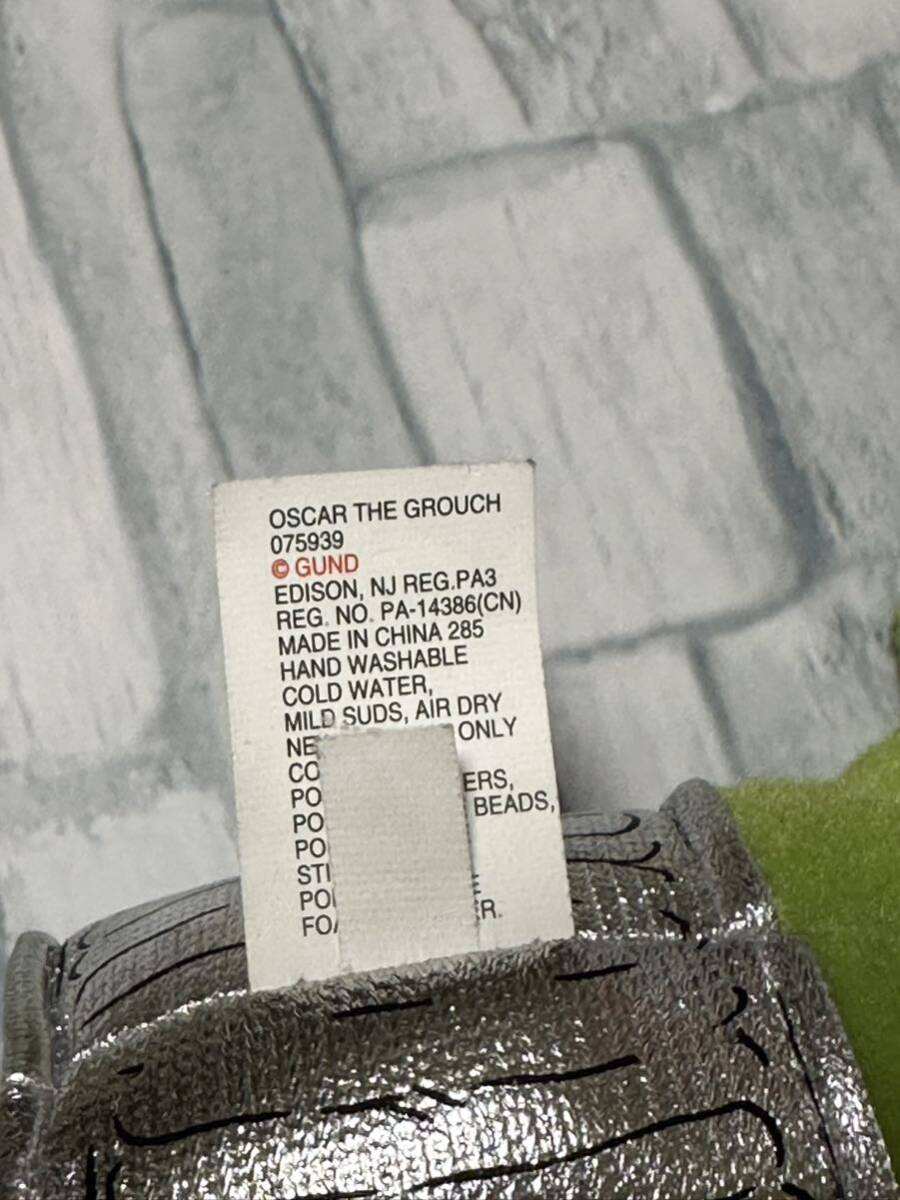 OSCAR THE GROUCH
075939
© GUND
EDISON, NJ REG.PA3
REG. NO. PA-14386(CN)
MADE IN CHINA 285
HAND WASHABLE
COLD WATER,
MILD SUDS, AIR DRY
ONLY
BEADS,